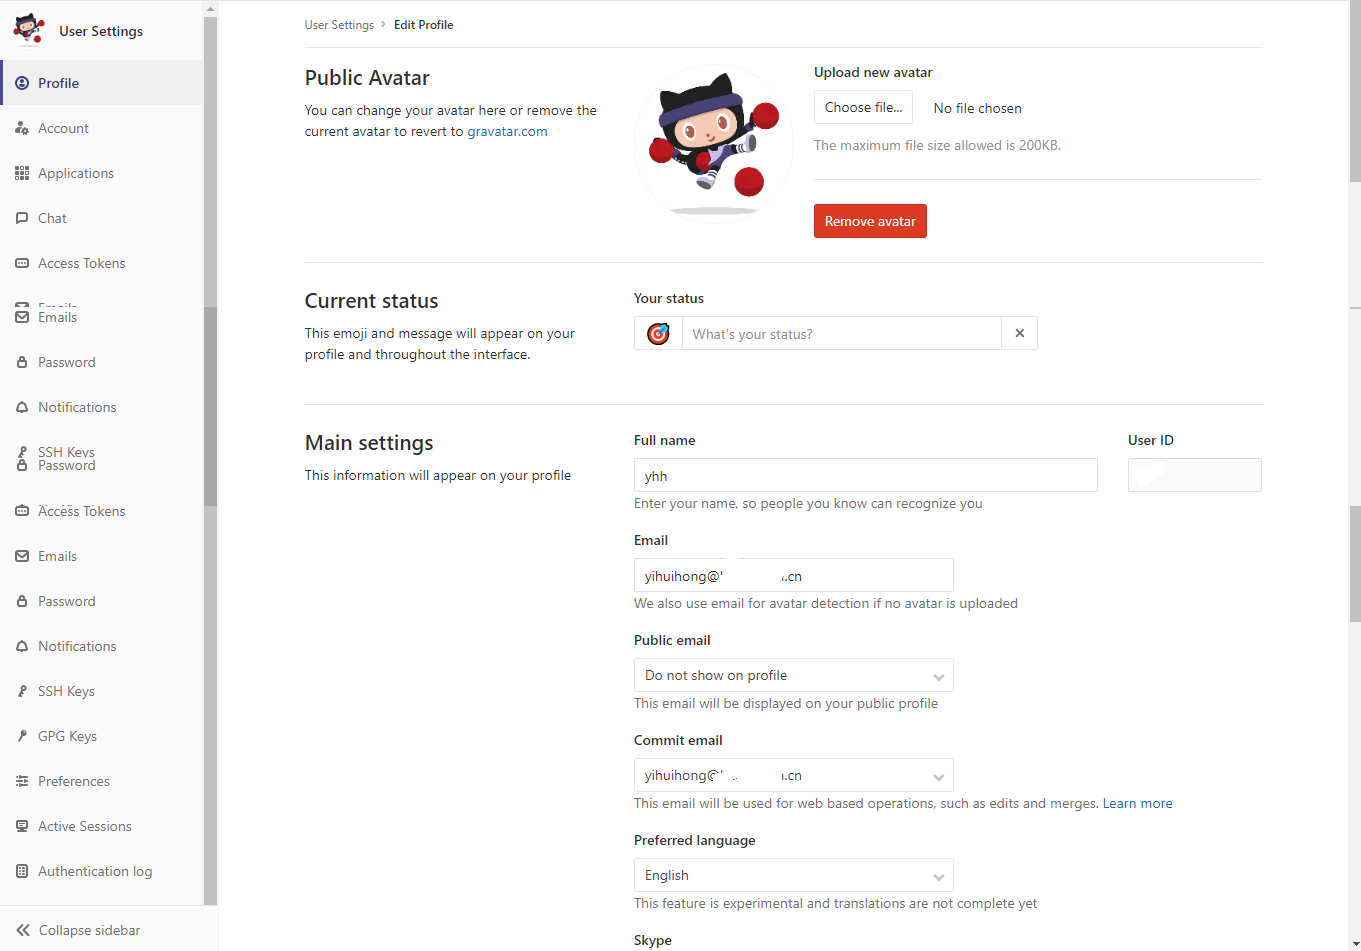 User Settings
Profile
Account
Applications
Chat
Access Tokens
Emails
Emails
Password
Notifications
SSH Keys
Password
Access Tokens
Emails
Password
Notifications
SSH Keys
GPG Keys
Preferences
Active Sessions
Authentication log
Collapse sidebar
User Settings › Edit Profile
Public Avatar
You can change your avatar here or remove the
current avatar to revert to gravatar.com
Upload new avatar
Choose file... No file chosen
The maximum file size allowed is 200KB.
Remove avatar
Current status
This emoji and message will appear on your
profile and throughout the interface.
Your status
What's your status?
Main settings
This information will appear on your profile
Full name
yhh
Enter your name, so people you know can recognize you
User ID
Email
yihuihong@ .cn
We also use email for avatar detection if no avatar is uploaded
Public email
Do not show on profile
This email will be displayed on your public profile
Commit email
yihuihong@ .cn
This email will be used for web based operations, such as edits and merges. Learn more
Preferred language
English
This feature is experimental and translations are not complete yet
Skype